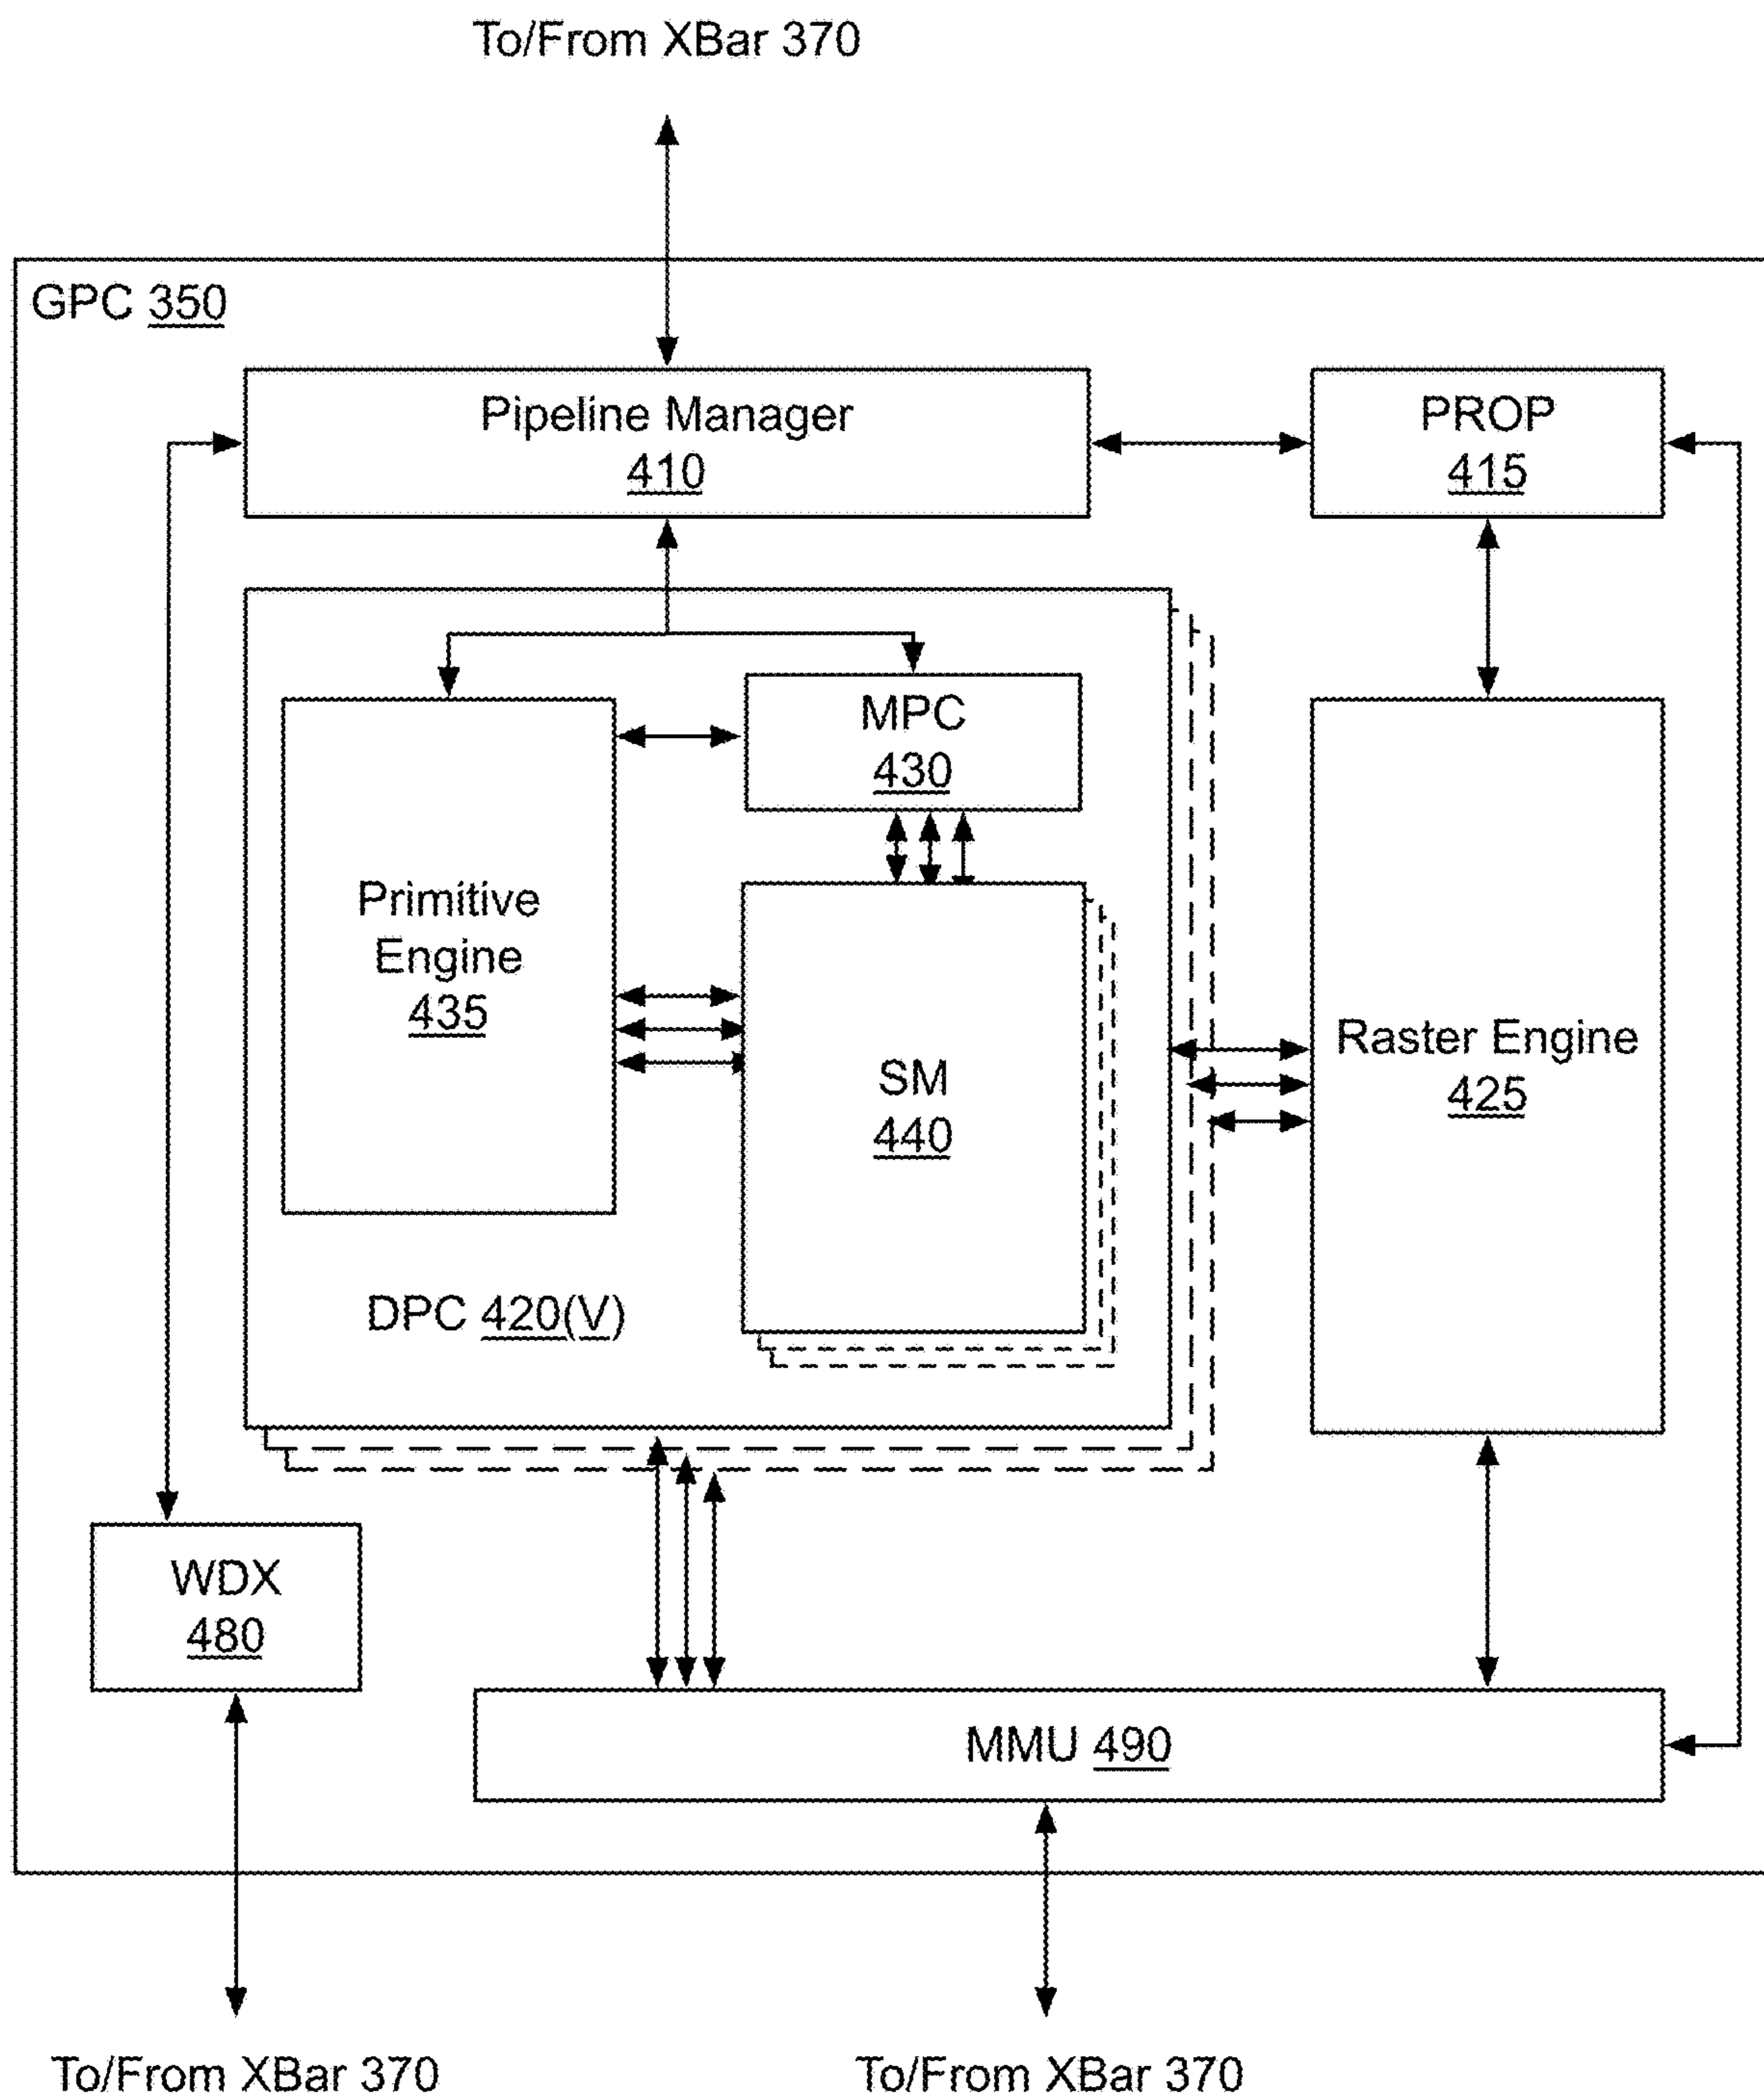 To/From XBar 370
GPC 350
Pipeline Manager
410
PROP
415
MPC
430
Primitive
Engine
435
SM
440
Raster Engine
425
DPC 420(V)
WDX
480
MMU 490
To/From XBar 370
To/From XBar 370